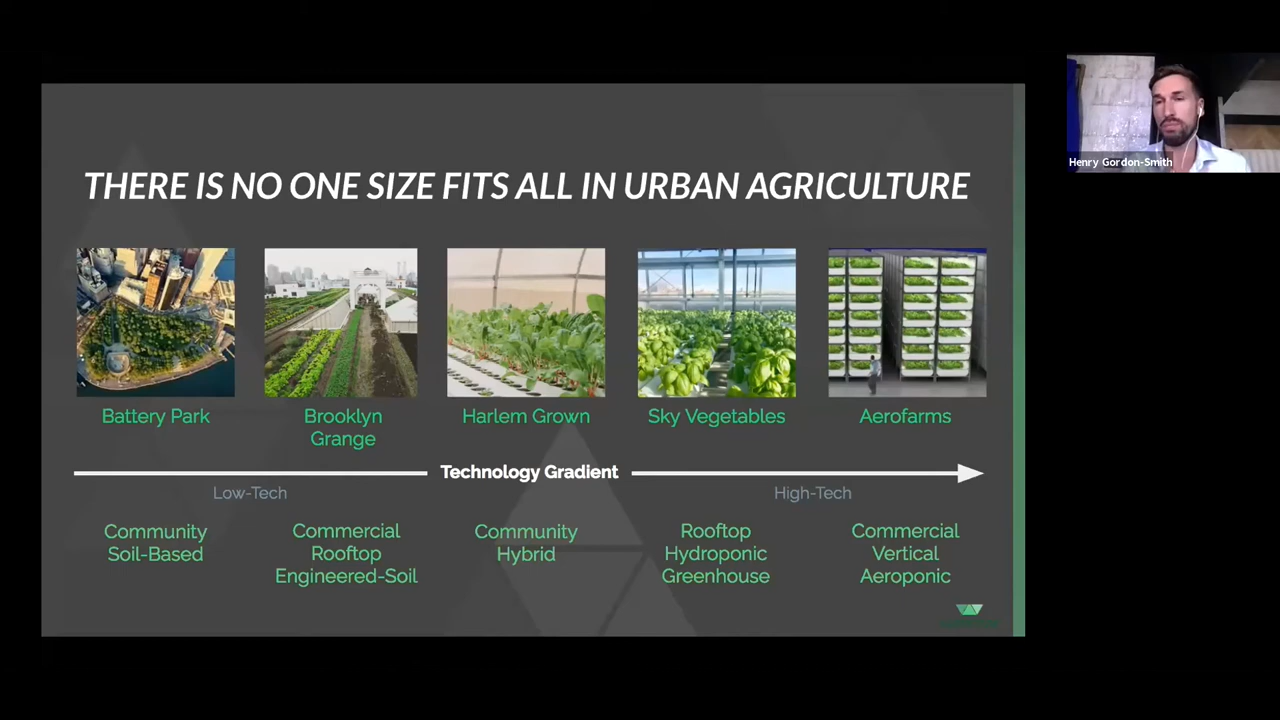 THERE IS NO ONE SIZE FITS ALL IN URBAN AGRICULTURE
Henry Gordon-Smith
Battery Park
Brooklyn
Grange
Harlem Grown
Sky Vegetables
Aerofarms
Technology Gradient
Low-Tech
High-Tech
Community
Soil-Based
Commercial
Rooftop
Engineered-Soil
Community
Hybrid
Rooftop
Hydroponic
Greenhouse
Commercial
Vertical
Aeroponic